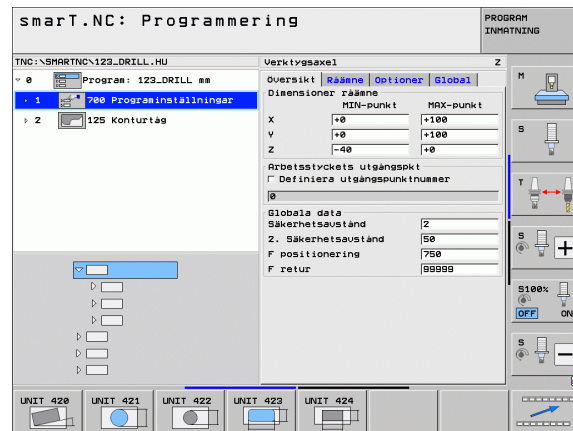 smarT.NC: Programmering
PROGRAM
INMATNING
TNC:\SMARTNC\123_DRILL.HU
Verktygsaxel Z
0 Program: 123_DRILL mm
1 700 Programinställningar
2 125 Konturtåg
Översikt Råämne Optioner Global
Dimensioner råämne
MIN-punkt MAX-punkt
X +0 +100
Y +0 +100
Z -40 +0
Arbetsstyckets utgångspkt
Definiera utgångspunktnummer
0
Globala data
Säkerhetsavstånd 2
2. Säkerhetsavstånd 50
F positionering 750
F retur 99999
M
S
T
S
+
S100%
OFF ON
S
-
UNIT 420 UNIT 421 UNIT 422 UNIT 423 UNIT 424